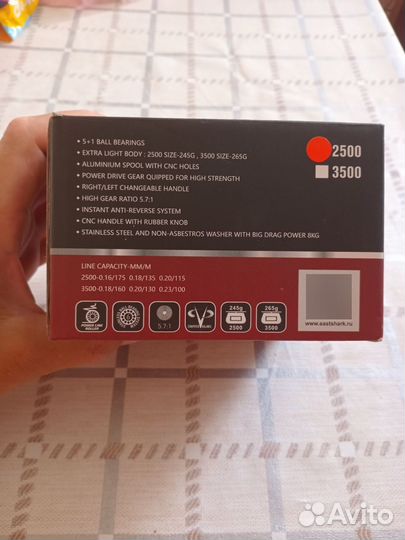 • 5+1 BALL BEARINGS
• EXTRA LIGHT BODY : 2500 SIZE-245G , 3500 SIZE-265G
• ALUMINIUM SPOOL WITH CNC HOLES
• POWER DRIVE GEAR QUIPPED FOR HIGH STRENGTH
• RIGHT/LEFT CHANGEABLE HANDLE
• HIGH GEAR RATIO 5.7:1
• INSTANT ANTI-REVERSE SYSTEM
• CNC HANDLE WITH RUBBER KNOB
• STAINLESS STEEL AND NON-ASBESTROS WASHER WITH BIG DRAG POWER 8KG
2500
3500
LINE CAPACITY-MM/M
2500-0.16/175 0.18/135 0.20/115
3500-0.18/160 0.20/130 0.23/100
POWER LINE ROLLER
5.7:1
245g
2500
265g
3500
www.eastshark.ru
Avito